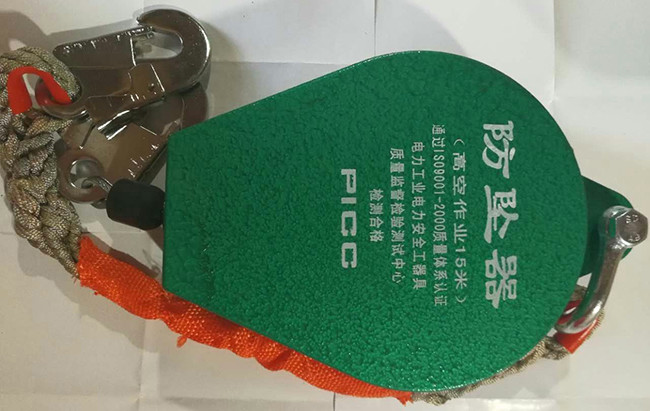 防坠器
（高空作业15米）
通过ISO9001-2000质量体系认证
电力工业电力安全工器具
质量监督检验测试中心
检测合格
PICC